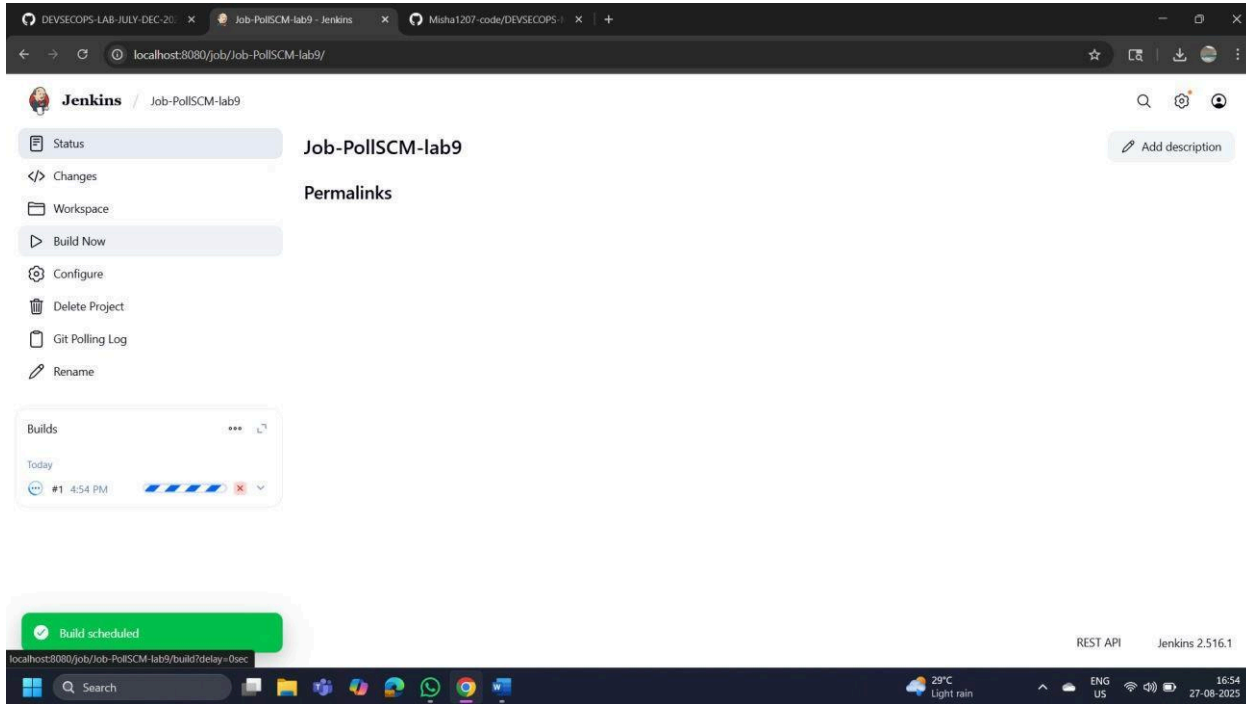 DEVSECOPS-LAB-JULY-DEC-20
Job-PollSCM-lab9 - Jenkins
Misha1207-code/DEVSECOPS-
localhost:8080/job/Job-PollSCM-lab9/
Jenkins / Job-PollSCM-lab9
Status
Changes
Workspace
Build Now
Configure
Delete Project
Git Polling Log
Rename
Job-PollSCM-lab9
Add description
Permalinks
Builds
Today
#1 4:54 PM
Build scheduled
REST API
Jenkins 2.516.1
localhost:8080/job/Job-PollSCM-lab9/build?delay=0sec
Search
29°C
Light rain
ENG
US
16:54
27-08-2025